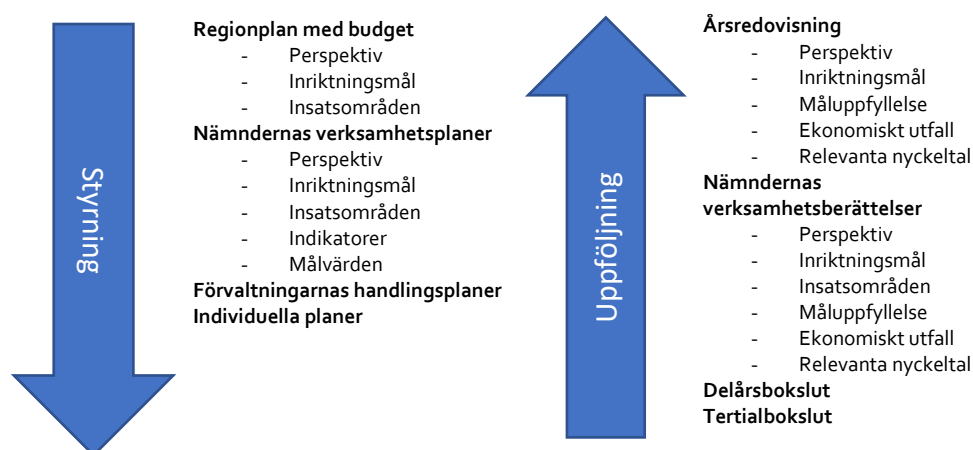 Styrning
Regionplan med budget
- Perspektiv
- Inriktningsmål
- Insatsområden
Nämndernas verksamhetsplaner
- Perspektiv
- Inriktningsmål
- Insatsområden
- Indikatorer
- Målvärden
Förvaltningarnas handlingsplaner
Individuella planer
Uppföljning
Årsredovisning
- Perspektiv
- Inriktningsmål
- Måluppfyllelse
- Ekonomiskt utfall
- Relevanta nyckeltal
Nämndernas
verksamhetsberättelser
- Perspektiv
- Inriktningsmål
- Insatsområden
- Måluppfyllelse
- Ekonomiskt utfall
- Relevanta nyckeltal
Delårsbokslut
Tertialbokslut